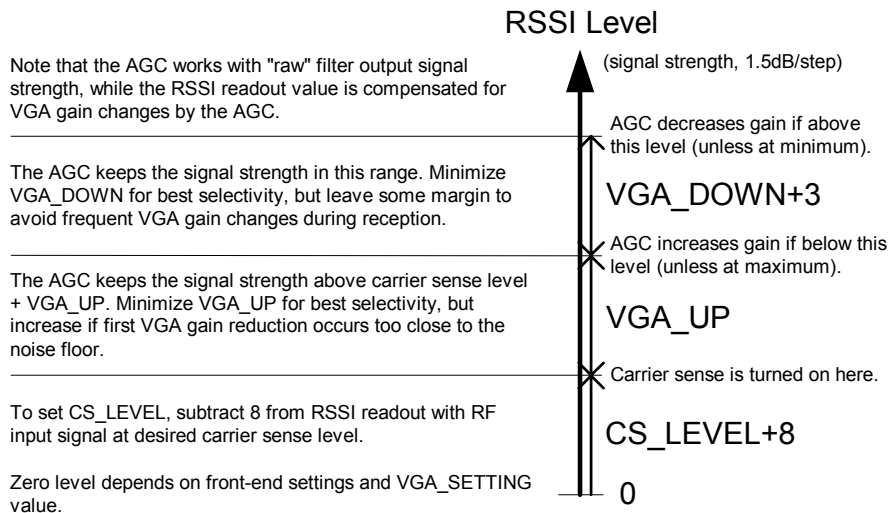 RSSI Level
(signal strength, 1.5dB/step)
Note that the AGC works with "raw" filter output signal
strength, while the RSSI readout value is compensated for
VGA gain changes by the AGC.
AGC decreases gain if above
this level (unless at minimum).
The AGC keeps the signal strength in this range. Minimize
VGA_DOWN for best selectivity, but leave some margin to
avoid frequent VGA gain changes during reception.
VGA_DOWN+3
AGC increases gain if below this
level (unless at maximum).
The AGC keeps the signal strength above carrier sense level
+ VGA_UP. Minimize VGA_UP for best selectivity, but
increase if first VGA gain reduction occurs too close to the
noise floor.
VGA_UP
Carrier sense is turned on here.
To set CS_LEVEL, subtract 8 from RSSI readout with RF
input signal at desired carrier sense level.
CS_LEVEL+8
Zero level depends on front-end settings and VGA_SETTING
value.
0